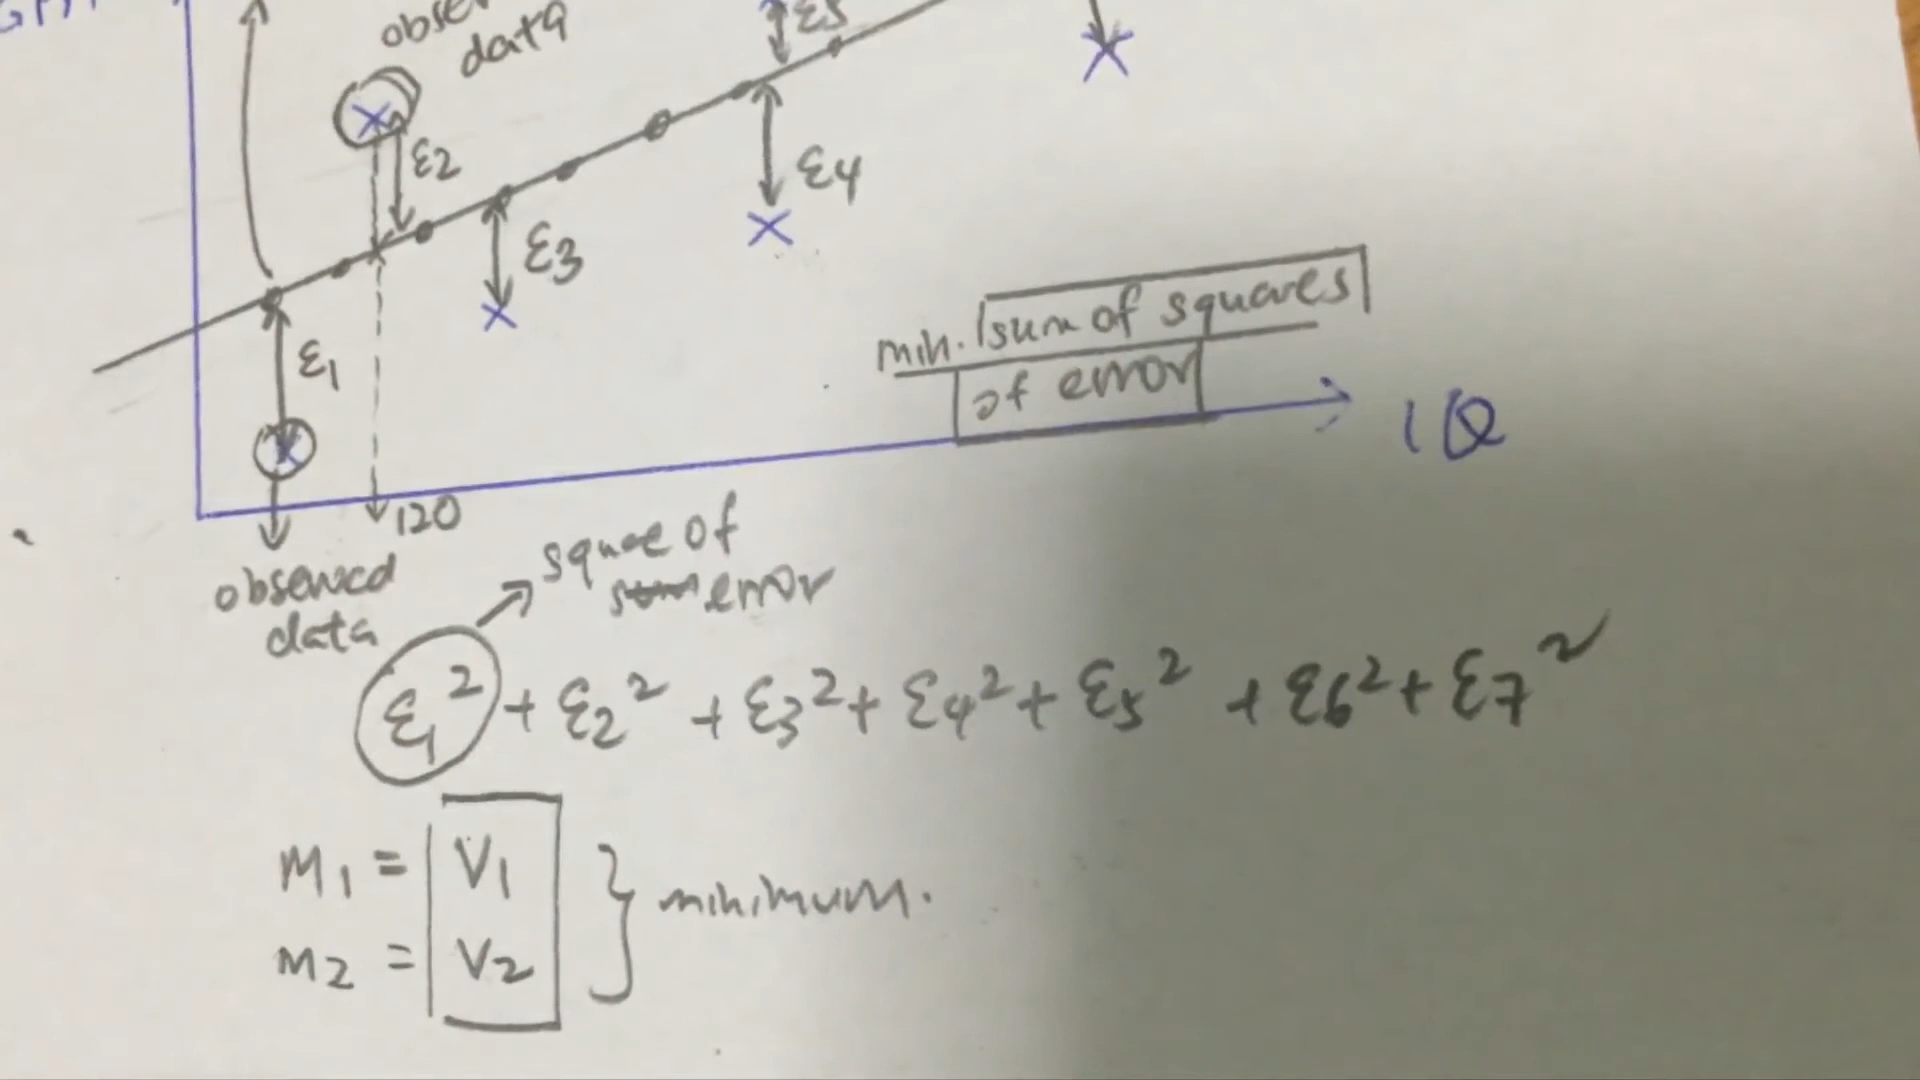 data
ε5
ε2
ε4
ε3
min. sum of squares
of error
ε1
IQ
120
observed
data
square of
error
ε1² + ε2² + ε3² + ε4² + ε5² + ε6² + ε7²
M1 = V1
M2 = V2
} minimum.